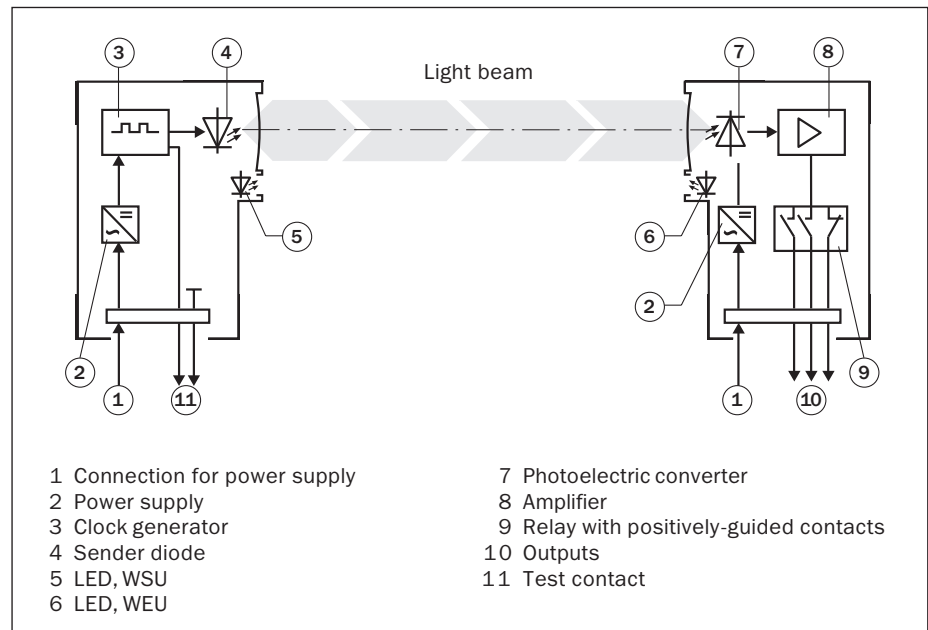 3 4 7 8
Light beam
5 6
2 2 9
1 11 1 10
1 Connection for power supply
2 Power supply
3 Clock generator
4 Sender diode
5 LED, WSU
6 LED, WEU
7 Photoelectric converter
8 Amplifier
9 Relay with positively-guided contacts
10 Outputs
11 Test contact